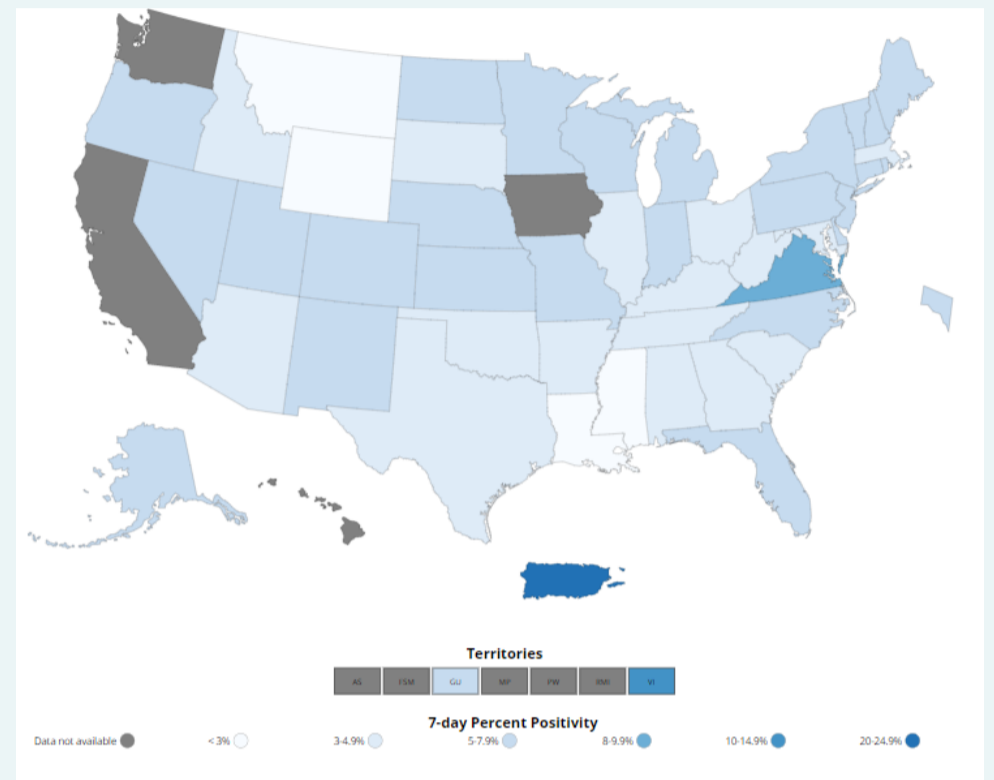 Territories
AS FSM GU MP PW RMI VI
7-day Percent Positivity
Data not available <3% 3-4.9% 5-7.9% 8-9.9% 10-14.9% 20-24.9%